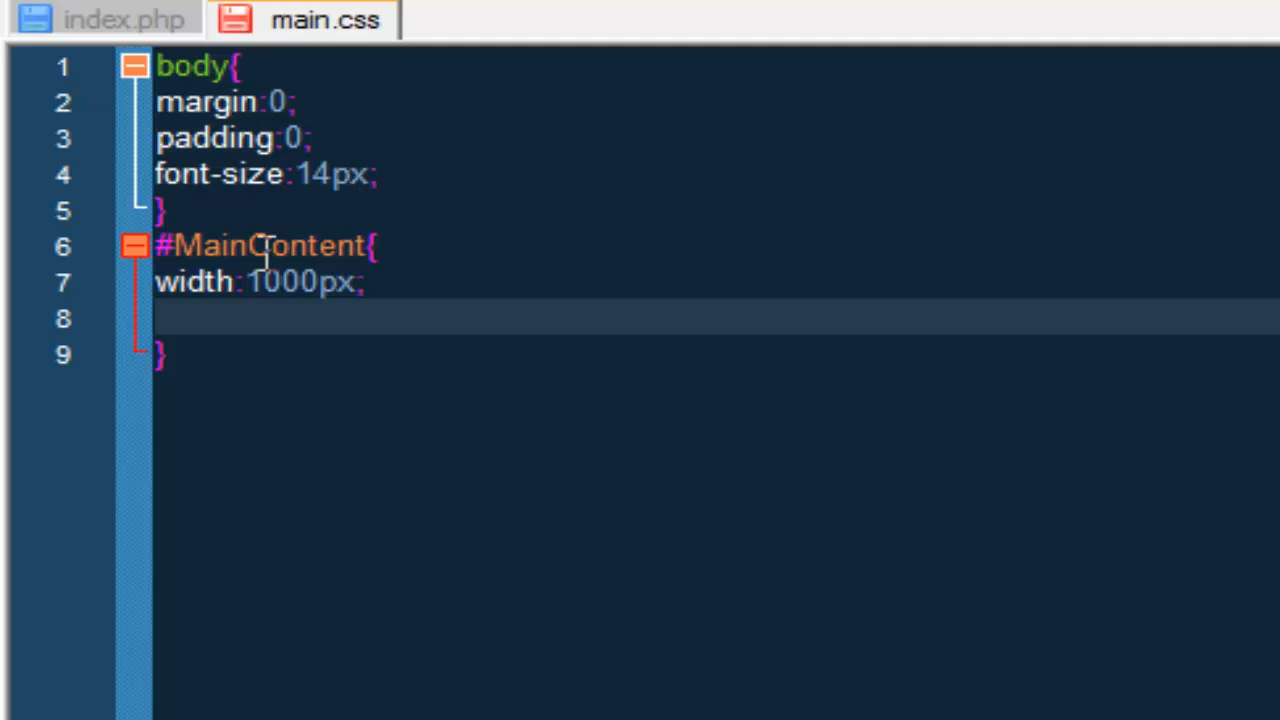 index.php main.css
1 body{
2 margin:0;
3 padding:0;
4 font-size:14px;
5 }
6 #MainContent{
7 width:1000px;
8
9 }